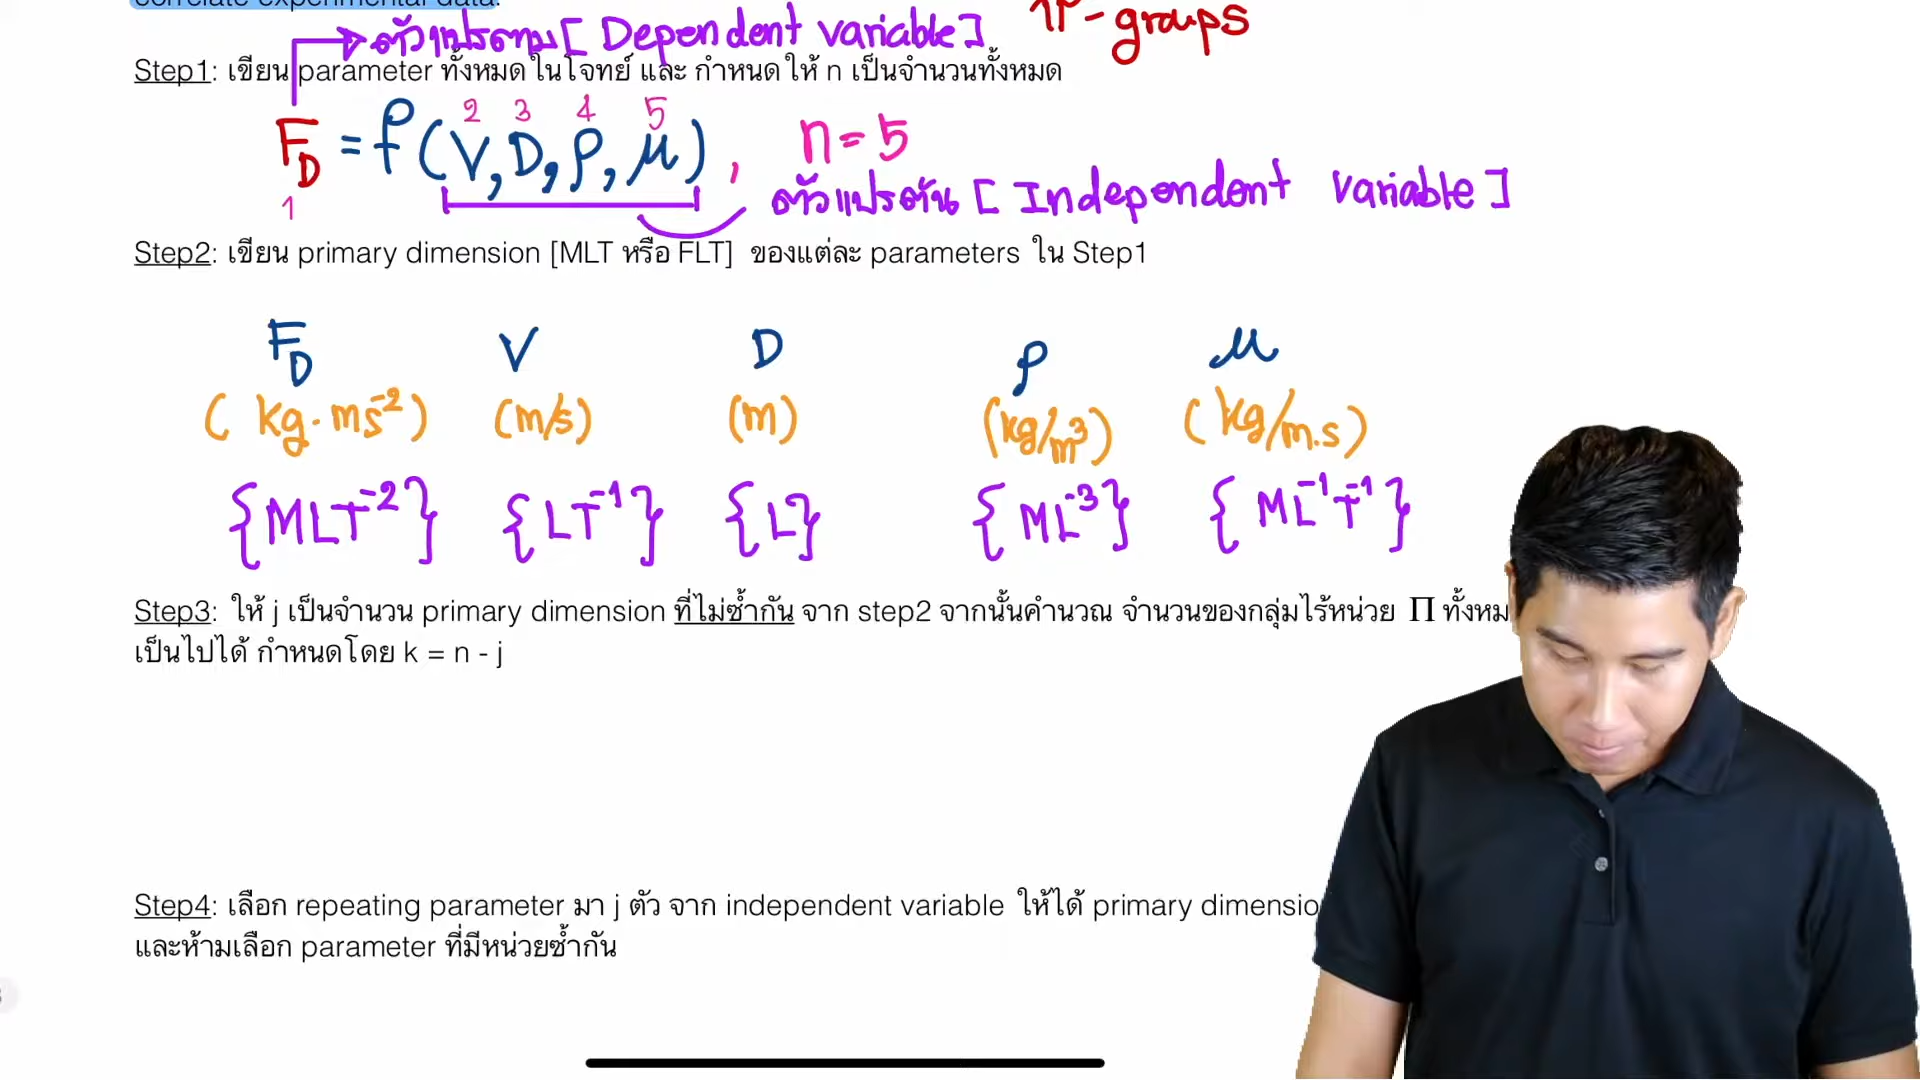 correlate experimental data.
ตัวแปรตาม [ Dependent variable ]
π - groups
Step1: เขียน parameter ทั้งหมด ในโจทย์ และ กำหนด ให้ n เป็นจำนวนทั้งหมด
2 3 4 5
F_D = f ( V, D, ρ, μ ) , n = 5
1
ตัวแปรต้น [ Independent variable ]
Step2: เขียน primary dimension [MLT หรือ FLT] ของแต่ละ parameters ใน Step1
F_D V D ρ μ
( kg·ms⁻² ) (m/s) (m) (kg/m³) ( kg/m.s )
{MLT⁻²} {LT⁻¹} {L} {ML⁻³} {ML⁻¹T⁻¹}
Step3: ให้ j เป็นจำนวน primary dimension ที่ไม่ซ้ำกัน จาก step2 จากนั้นคำนวณ จำนวนของกลุ่มไร้หน่วย Π ทั้งหม
เป็นไปได้ กำหนดโดย k = n - j
Step4: เลือก repeating parameter มา j ตัว จาก independent variable ให้ได้ primary dimensio
และห้ามเลือก parameter ที่มีหน่วยซ้ำกัน